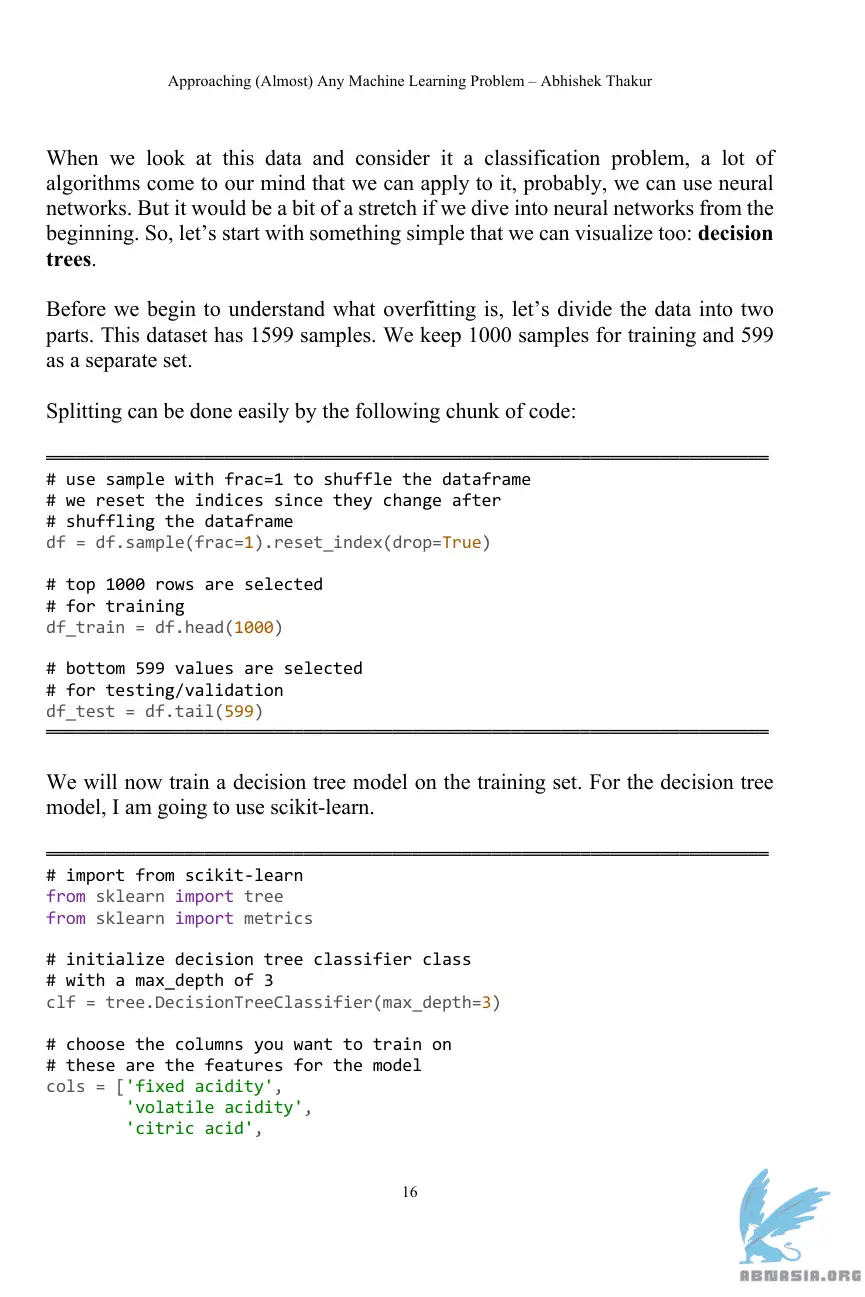 Approaching (Almost) Any Machine Learning Problem – Abhishek Thakur
When we look at this data and consider it a classification problem, a lot of
algorithms come to our mind that we can apply to it, probably, we can use neural
networks. But it would be a bit of a stretch if we dive into neural networks from the
beginning. So, let’s start with something simple that we can visualize too: decision
trees.
Before we begin to understand what overfitting is, let’s divide the data into two
parts. This dataset has 1599 samples. We keep 1000 samples for training and 599
as a separate set.
Splitting can be done easily by the following chunk of code:
# use sample with frac=1 to shuffle the dataframe
# we reset the indices since they change after
# shuffling the dataframe
df = df.sample(frac=1).reset_index(drop=True)
# top 1000 rows are selected
# for training
df_train = df.head(1000)
# bottom 599 values are selected
# for testing/validation
df_test = df.tail(599)
We will now train a decision tree model on the training set. For the decision tree
model, I am going to use scikit-learn.
# import from scikit-learn
from sklearn import tree
from sklearn import metrics
# initialize decision tree classifier class
# with a max_depth of 3
clf = tree.DecisionTreeClassifier(max_depth=3)
# choose the columns you want to train on
# these are the features for the model
cols = ['fixed acidity',
        'volatile acidity',
        'citric acid',
16
ABNASIA.ORG